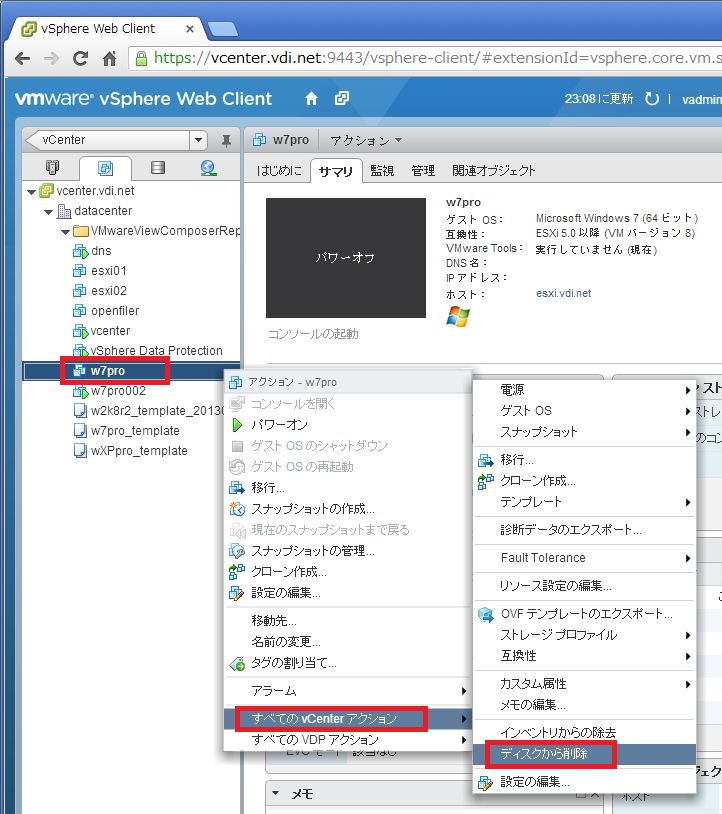 vSphere Web Client
https://vcenter.vdi.net:9443/vsphere-client/#extensionId=vsphere.core.vm.s
vmware® vSphere Web Client
23:08に更新
vadmin
vCenter
w7pro
アクション
はじめに
サマリ
監視
管理
関連オブジェクト
vcenter.vdi.net
datacenter
VMwareViewComposerRep
dns
esxi01
esxi02
openfiler
vcenter
vSphere Data Protection
w7pro
w7pro002
w2k8r2_template_2013
w7pro_template
wXPpro_template
パワーオフ
コンソールの起動
w7pro
ゲスト OS：
Microsoft Windows 7 (64 ビット)
互換性：
ESXi 5.0 以降 (VM バージョン 8)
VMware Tools：
実行していません (現在)
DNS 名：
IP アドレス：
ホスト：
esxi.vdi.net
アクション - w7pro
コンソールを開く
パワーオン
ゲスト OS のシャットダウン
ゲスト OS の再起動
移行...
スナップショットの作成...
現在のスナップショットまで戻る
スナップショットの管理...
クローン作成...
設定の編集...
移動先...
名前の変更...
タグの割り当て...
アラーム
すべての vCenter アクション
すべての VDP アクション
電源
ゲスト OS
スナップショット
移行...
クローン作成...
テンプレート
診断データのエクスポート...
Fault Tolerance
リソース設定の編集...
OVF テンプレートのエクスポート...
ストレージ プロファイル
互換性
カスタム属性
メモの編集...
インベントリからの除去
ディスクから削除
設定の編集...
EVC モード
該当なし
メモ
ホスト